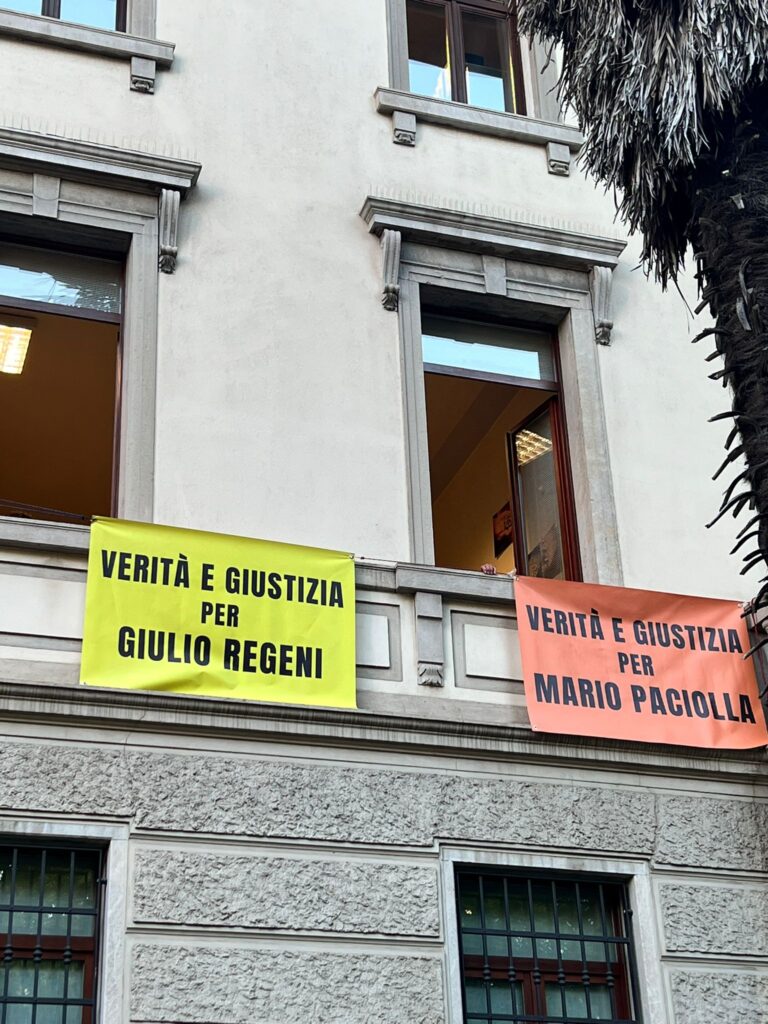 VERITÀ E GIUSTIZIA
PER
GIULIO REGENI
VERITÀ E GIUSTIZIA
PER
MARIO PACIOLLA